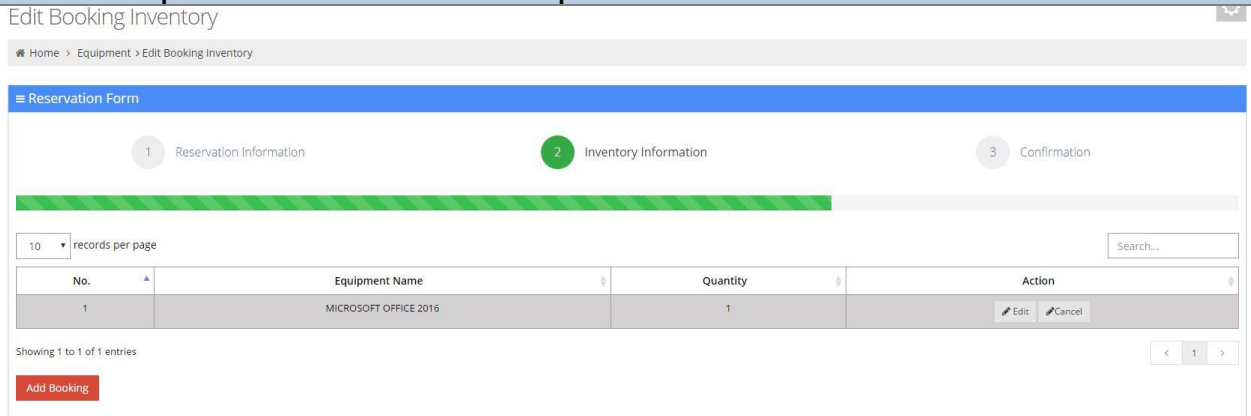 Edit Booking Inventory
Home > Equipment > Edit Booking Inventory
Reservation Form
1 Reservation Information 2 Inventory Information 3 Confirmation
10 records per page Search...
No. Equipment Name Quantity Action
1 MICROSOFT OFFICE 2016 1 Edit Cancel
Showing 1 to 1 of 1 entries < 1 >
Add Booking